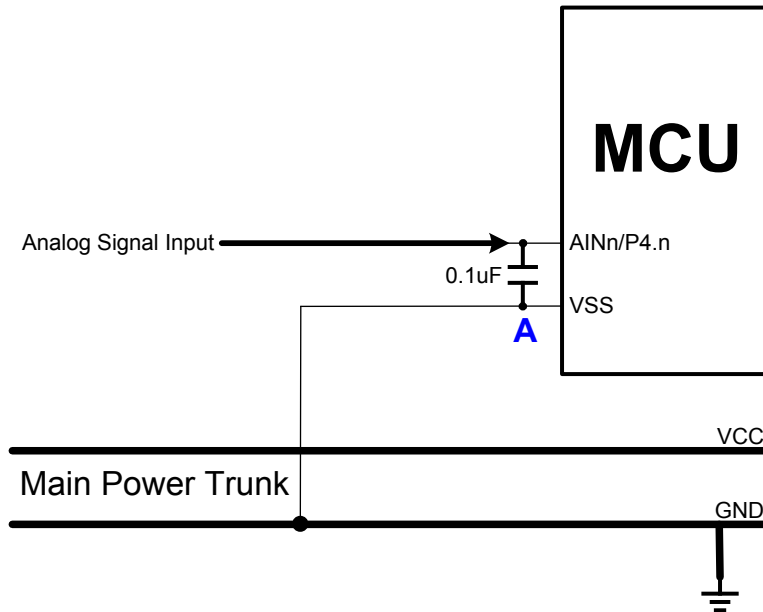 MCU
Analog Signal Input
AINn/P4.n
0.1uF
VSS
A
VCC
Main Power Trunk
GND